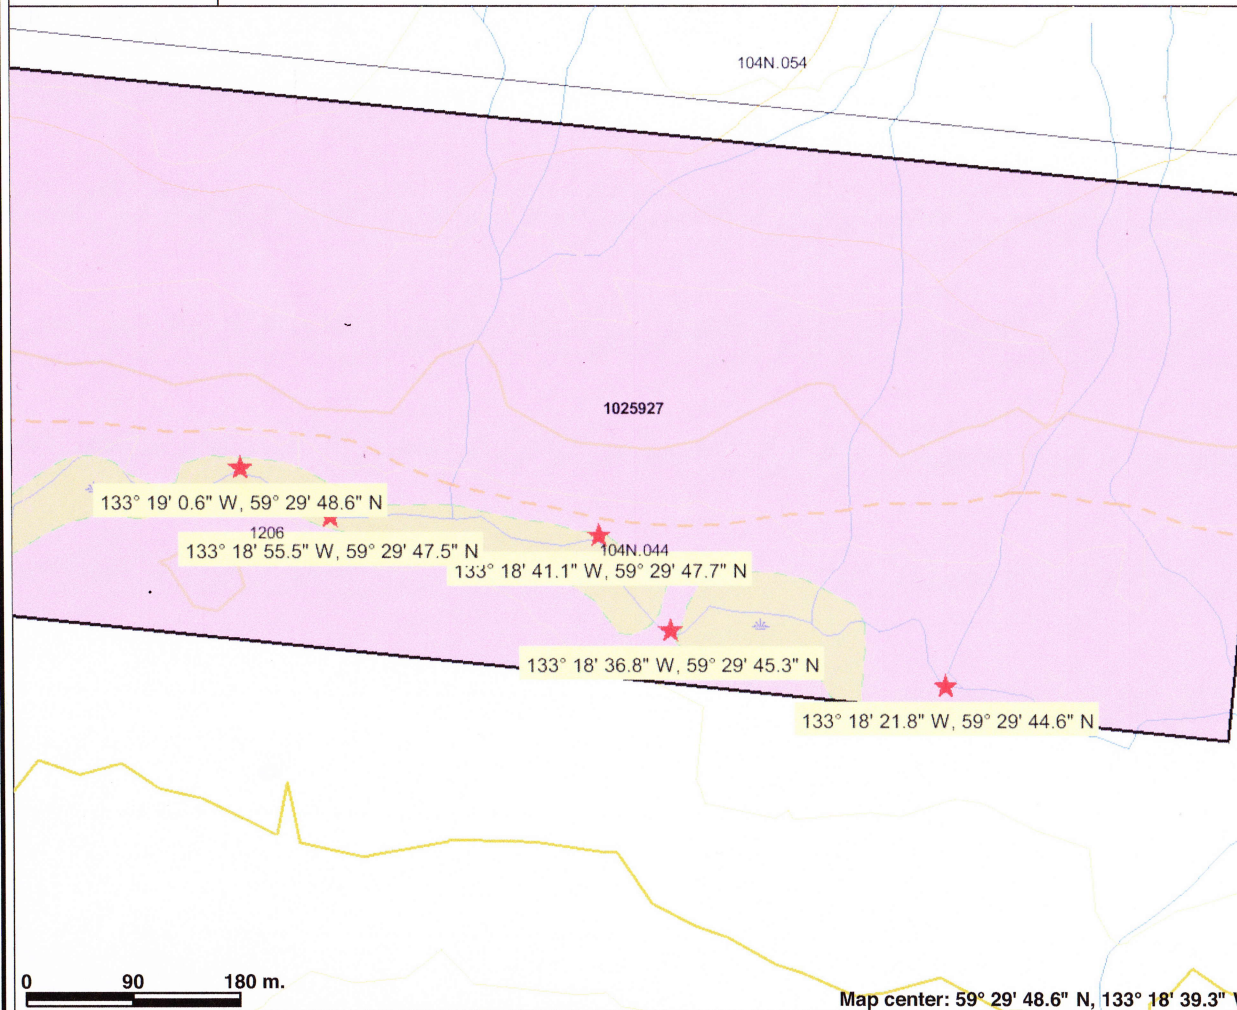 104N.054
1025927
133° 19' 0.6" W, 59° 29' 48.6" N
1206
133° 18' 55.5" W, 59° 29' 47.5" N
104N.044
133° 18' 41.1" W, 59° 29' 47.7" N
133° 18' 36.8" W, 59° 29' 45.3" N
133° 18' 21.8" W, 59° 29' 44.6" N
0 90 180 m.
Map center: 59° 29' 48.6" N, 133° 18' 39.3"